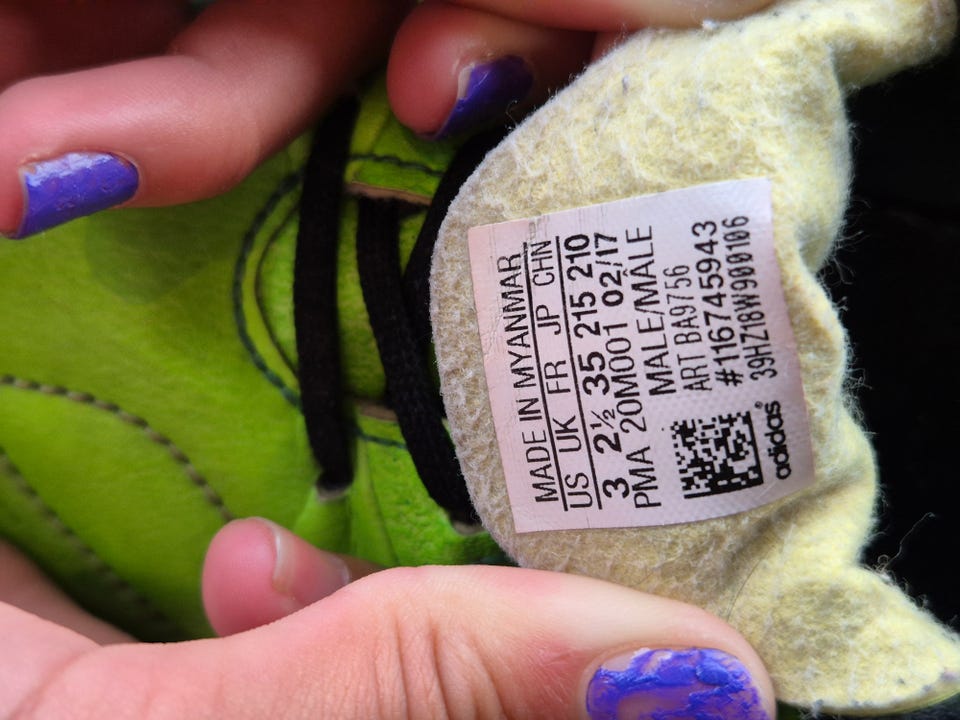 MADE IN MYANMAR
US UK FR JP CHN
3 2½ 35 215 210
PMA 20M001 02/17
MALE/MÂLE
ART BA9756
#116745943
39HZ18W900106
adidas®